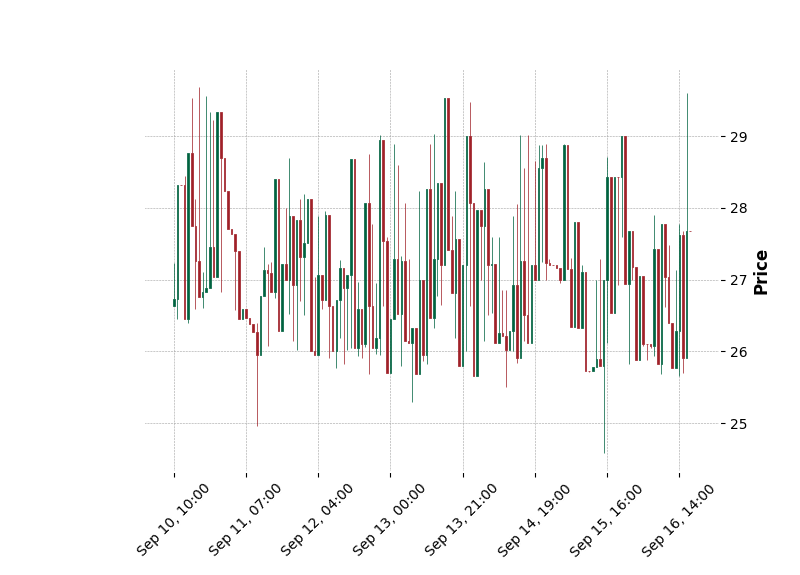 29
28
27
26
25
Price
Sep 10, 10:00
Sep 11, 07:00
Sep 12, 04:00
Sep 13, 00:00
Sep 13, 21:00
Sep 14, 19:00
Sep 15, 16:00
Sep 16, 14:00